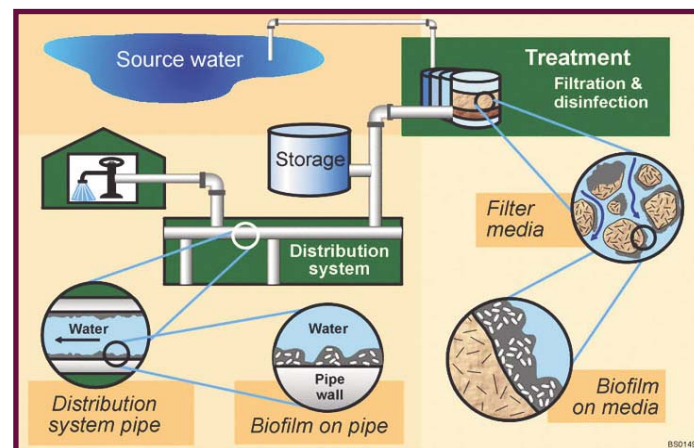 Source water
Treatment
Filtration &
disinfection
Storage
Filter
media
Distribution
system
Water
Water
Pipe
wall
Distribution
system pipe
Biofilm on pipe
Biofilm
on media